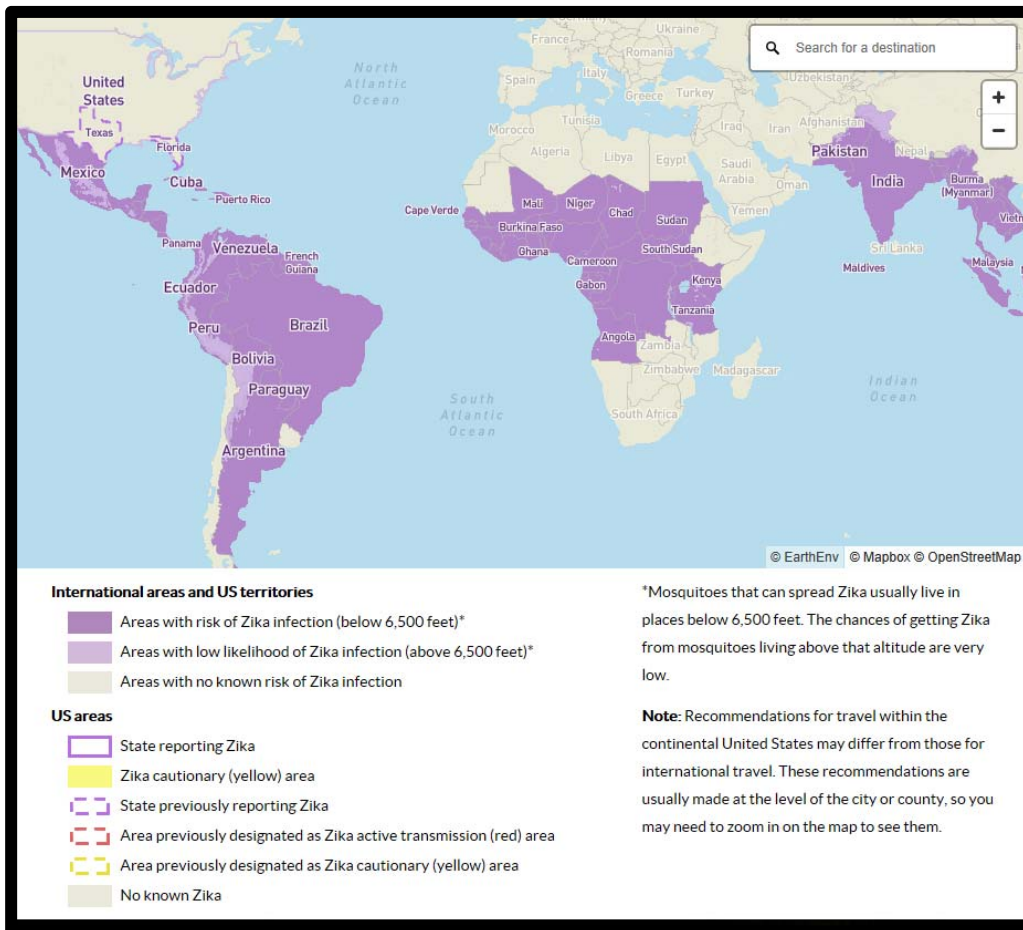 Germany
Ukraine
France
Romania
Italy
Spain
Greece
Turkey
Uzbekistan
Search for a destination
+
−
North
Atlantic
Ocean
United
States
Texas
Florida
Mexico
Cuba
Puerto Rico
Panama
Venezuela
French
Guiana
Ecuador
Peru
Brazil
Bolivia
Paraguay
Argentina
South
Atlantic
Ocean
Morocco
Tunisia
Algeria
Libya
Egypt
Iraq
Iran
Afghanistan
Saudi
Arabia
Oman
Yemen
Cape Verde
Mali
Niger
Chad
Sudan
Burkina Faso
Ghana
South Sudan
Cameroon
Gabon
Kenya
Tanzania
Angola
Zambia
Zimbabwe
Madagascar
South Africa
Pakistan
Nepal
India
Burma
(Myanmar)
Vietn
Sri Lanka
Maldives
Malaysia
Indian
Ocean
© EarthEnv © Mapbox © OpenStreetMap
International areas and US territories
Areas with risk of Zika infection (below 6,500 feet)*
Areas with low likelihood of Zika infection (above 6,500 feet)*
Areas with no known risk of Zika infection
US areas
State reporting Zika
Zika cautionary (yellow) area
State previously reporting Zika
Area previously designated as Zika active transmission (red) area
Area previously designated as Zika cautionary (yellow) area
No known Zika
*Mosquitoes that can spread Zika usually live in
places below 6,500 feet. The chances of getting Zika
from mosquitoes living above that altitude are very
low.
Note: Recommendations for travel within the
continental United States may differ from those for
international travel. These recommendations are
usually made at the level of the city or county, so you
may need to zoom in on the map to see them.